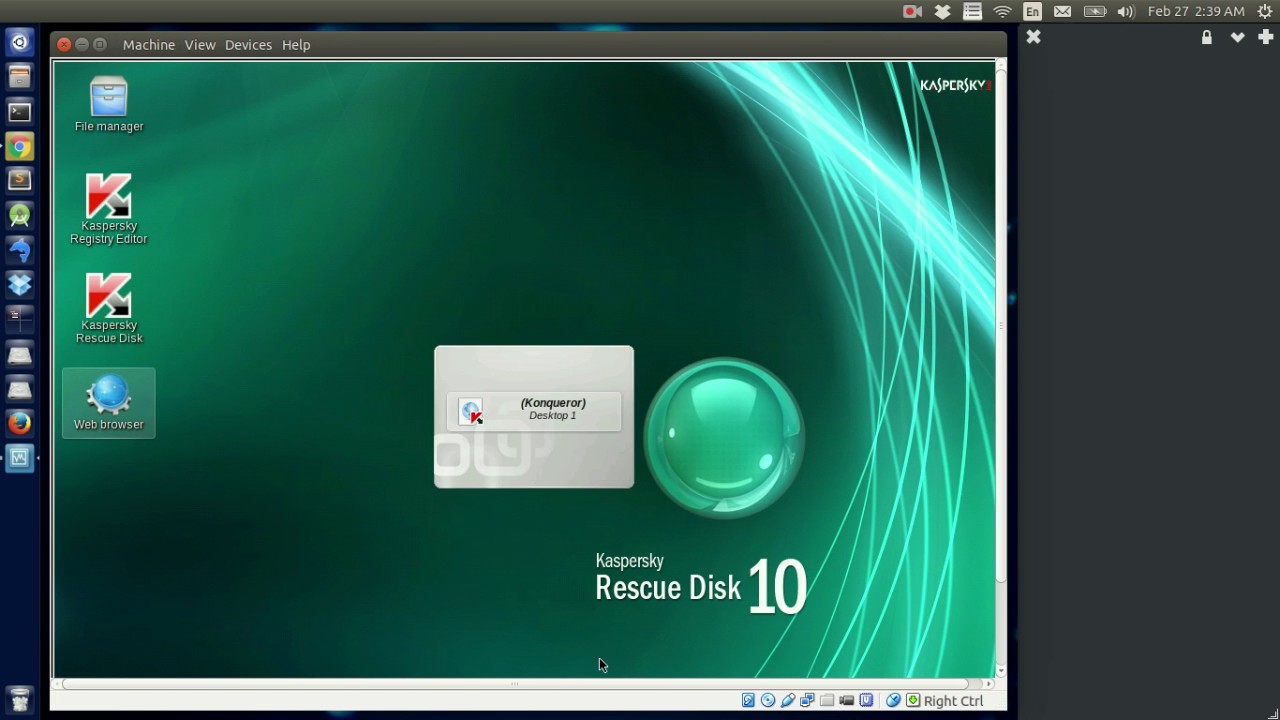 En
Feb 27 2:39 AM
Machine View Devices Help
KASPERSKY
File manager
Kaspersky
Registry Editor
Kaspersky
Rescue Disk
Web browser
(Konqueror)
Desktop 1
Kaspersky
Rescue Disk 10
Right Ctrl